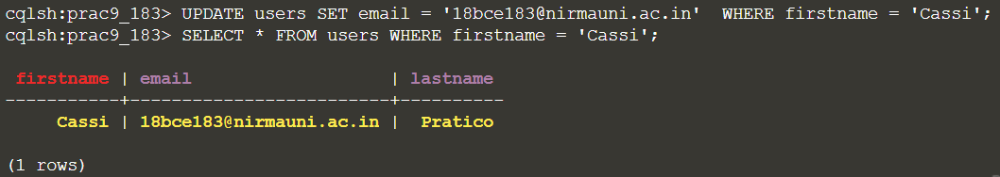 cqlsh:prac9_183> UPDATE users SET email = '18bce183@nirmauni.ac.in'  WHERE firstname = 'Cassi';
cqlsh:prac9_183> SELECT * FROM users WHERE firstname = 'Cassi';
 firstname | email                   | lastname
-----------+-------------------------+----------
     Cassi | 18bce183@nirmauni.ac.in |  Pratico
(1 rows)